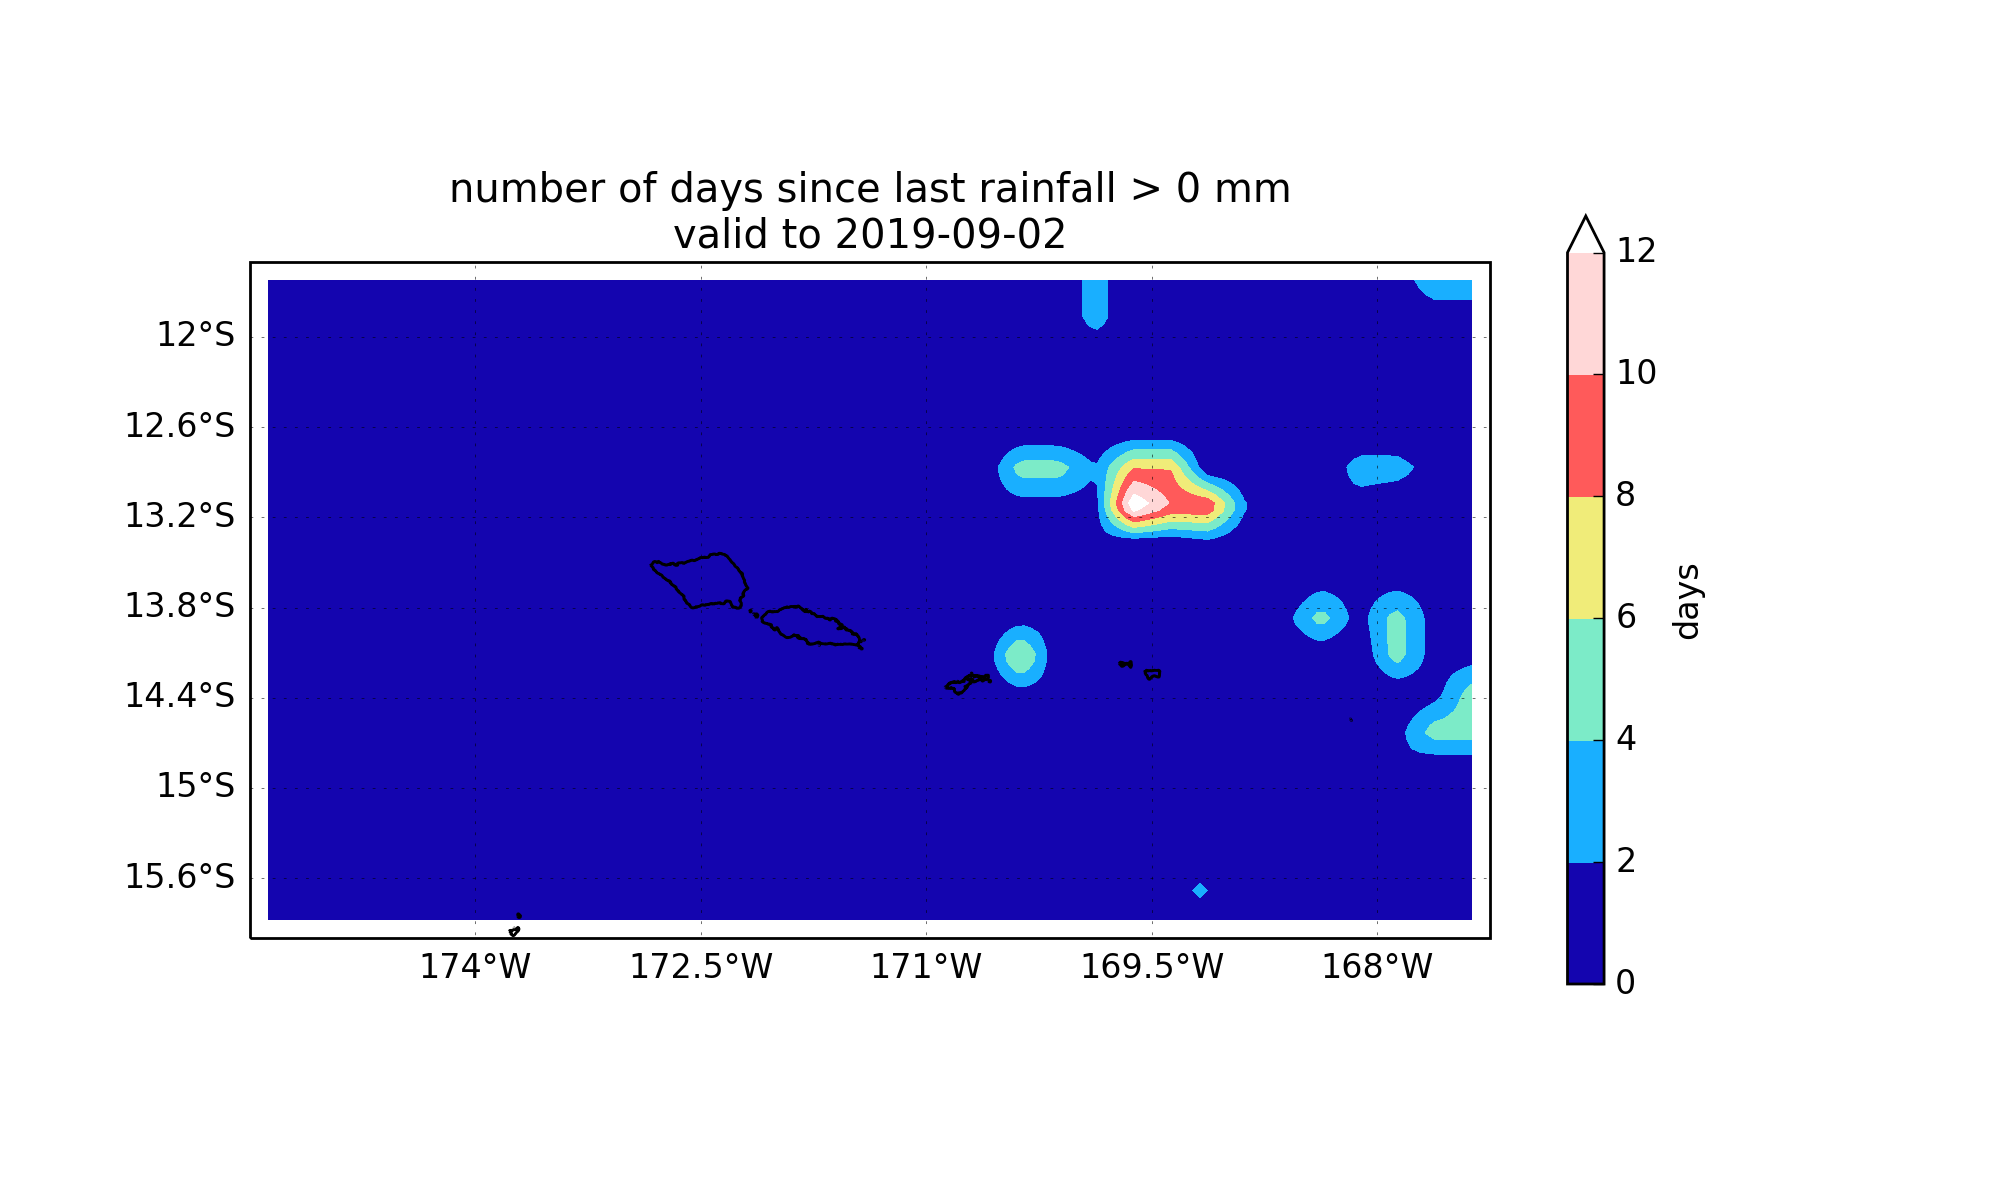 number of days since last rainfall > 0 mm
valid to 2019-09-02
12°S
12.6°S
13.2°S
13.8°S
14.4°S
15°S
15.6°S
174°W 172.5°W 171°W 169.5°W 168°W
12
10
8
6
4
2
0
days